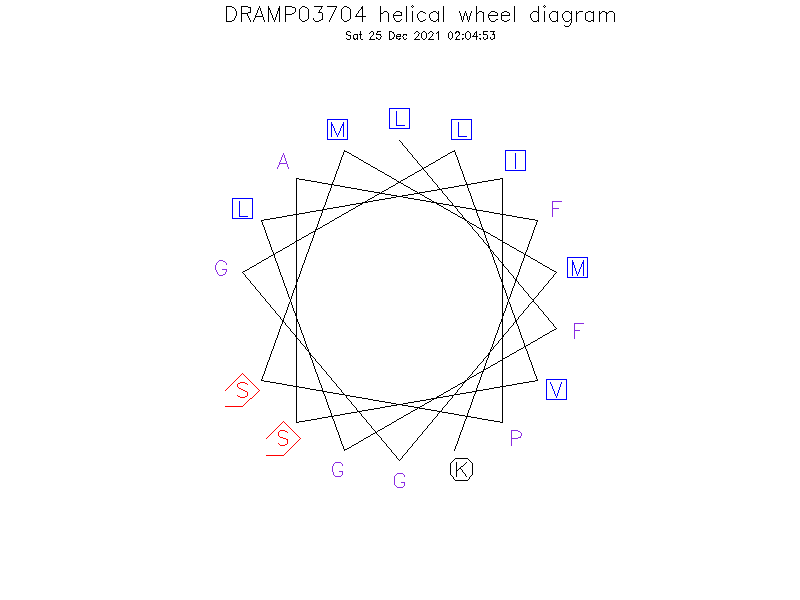 DRAMP03704 helical wheel diagram
Sat 25 Dec 2021 02:04:53
L
M L
A I
L F
G M
F
S V
S P
G K
G